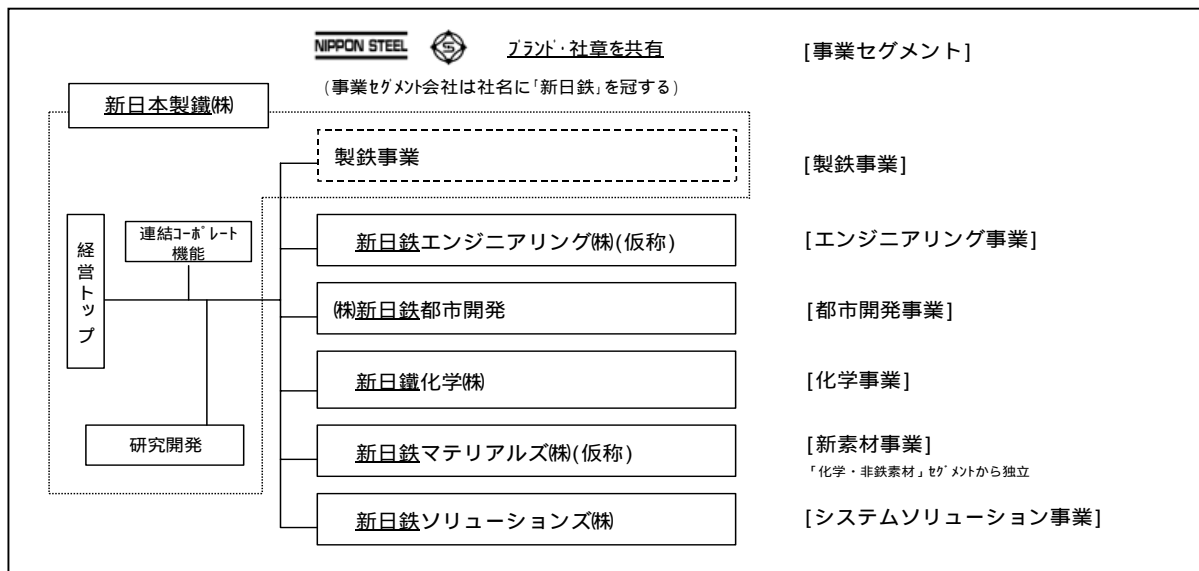 NIPPON STEEL S ブランド・社章を共有 [事業セグメント]
(事業セグメント会社は社名に「新日鉄」を冠する)
新日本製鐵㈱
製鉄事業 [製鉄事業]
経営トップ
連結コーポレート
機能
新日鉄エンジニアリング㈱(仮称) [エンジニアリング事業]
㈱新日鉄都市開発 [都市開発事業]
新日鐵化学㈱ [化学事業]
研究開発
新日鉄マテリアルズ㈱(仮称) [新素材事業]
「化学・非鉄素材」セグメントから独立
新日鉄ソリューションズ㈱ [システムソリューション事業]